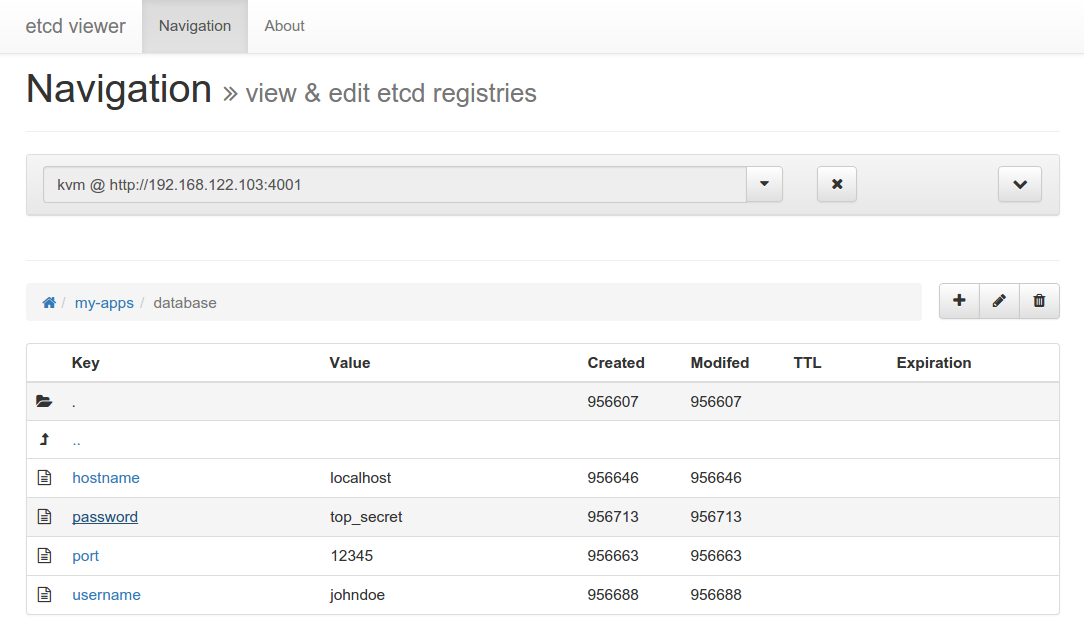 etcd viewer Navigation About
Navigation » view & edit etcd registries
kvm @ http://192.168.122.103:4001
/ my-apps / database
Key Value Created Modifed TTL Expiration
. 956607 956607
..
hostname localhost 956646 956646
password top_secret 956713 956713
port 12345 956663 956663
username johndoe 956688 956688